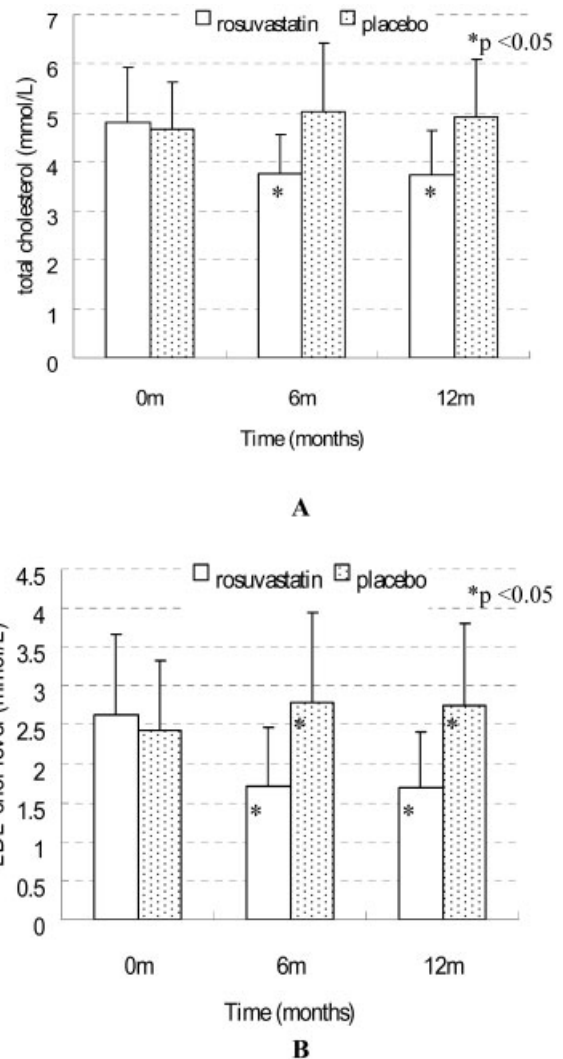 7
rosuvastatin placebo
*p <0.05
6
5
4
3
2
1
0
total cholesterol (mmol/L)
* *
0m 6m 12m
Time (months)
A
4.5
rosuvastatin placebo
*p <0.05
4
3.5
3
2.5
2
1.5
1
0.5
0
* *
* *
0m 6m 12m
Time (months)
B